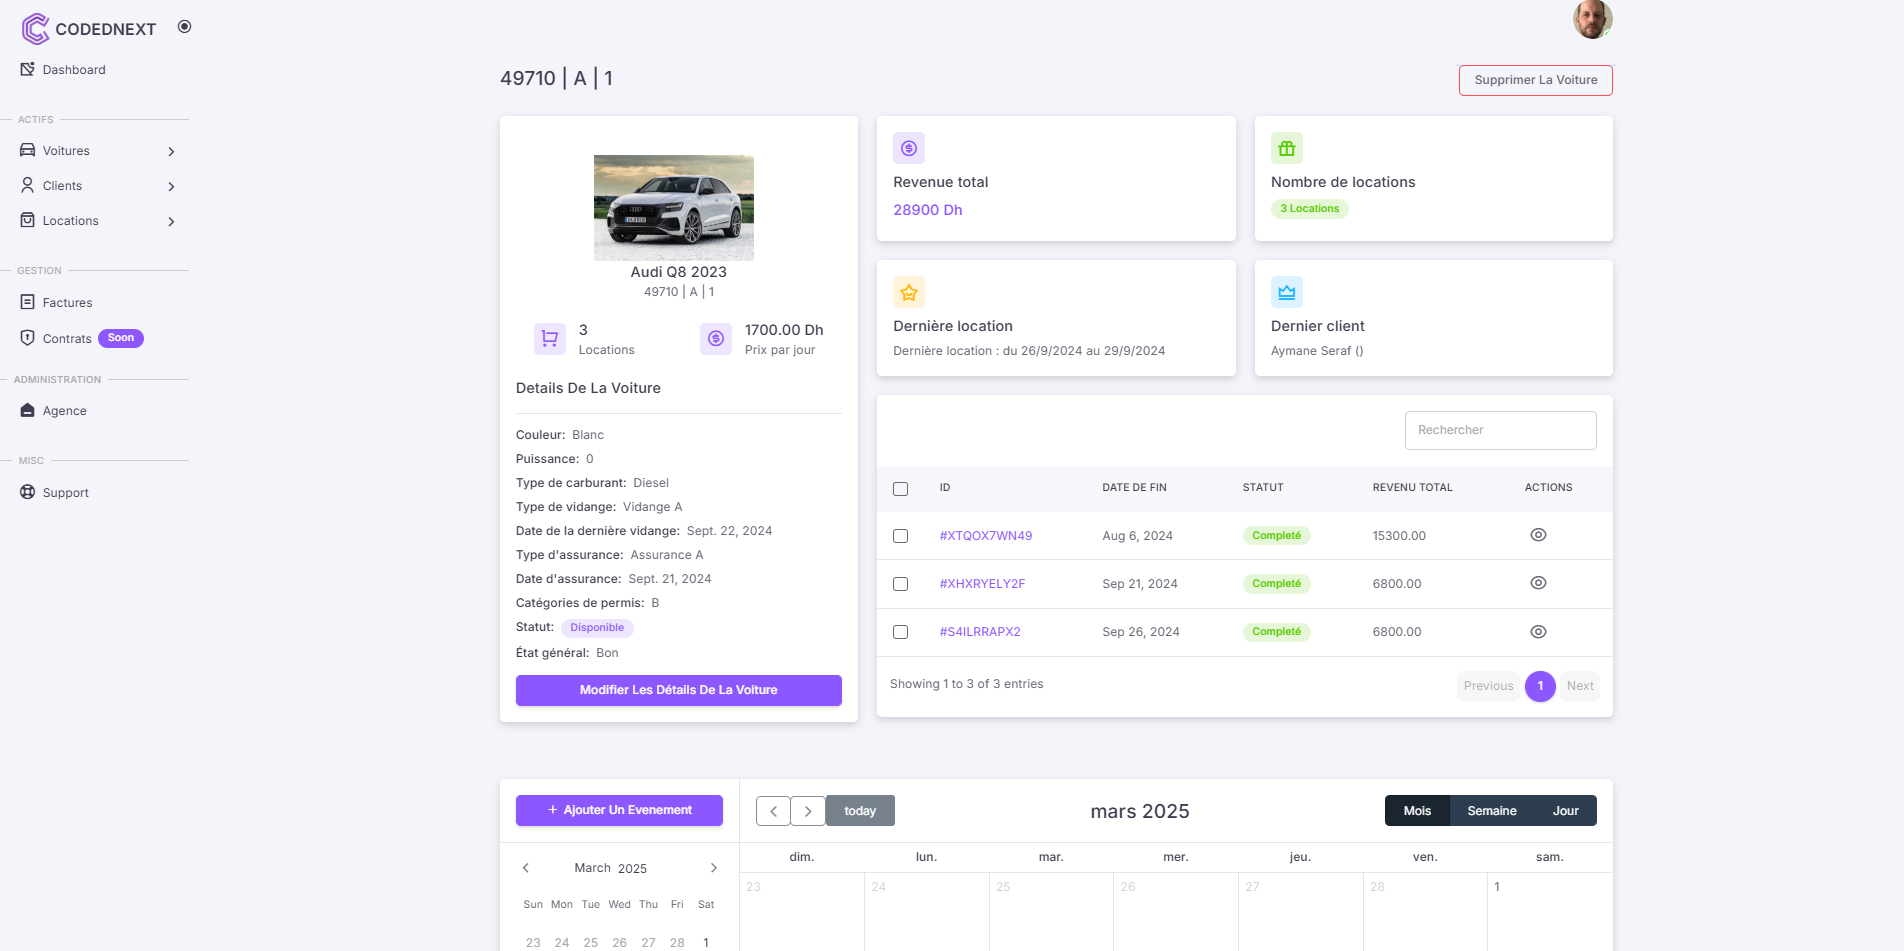 CODEDNEXT
Dashboard
ACTIFS
Voitures
Clients
Locations
GESTION
Factures
Contrats Soon
ADMINISTRATION
Agence
MISC
Support
49710 | A | 1
Supprimer La Voiture
Audi Q8 2023
49710 | A | 1
3
Locations
1700.00 Dh
Prix par jour
Details De La Voiture
Couleur: Blanc
Puissance: 0
Type de carburant: Diesel
Type de vidange: Vidange A
Date de la dernière vidange: Sept. 22, 2024
Type d'assurance: Assurance A
Date d'assurance: Sept. 21, 2024
Catégories de permis: B
Statut: Disponible
État général: Bon
Modifier Les Détails De La Voiture
Revenue total
28900 Dh
Nombre de locations
3 Locations
Dernière location
Dernière location : du 26/9/2024 au 29/9/2024
Dernier client
Aymane Seraf ()
Rechercher
ID DATE DE FIN STATUT REVENU TOTAL ACTIONS
#XTQOX7WN49 Aug 6, 2024 Completé 15300.00
#XHXRYELY2F Sep 21, 2024 Completé 6800.00
#S4ILRRAPX2 Sep 26, 2024 Completé 6800.00
Showing 1 to 3 of 3 entries
Previous 1 Next
+ Ajouter Un Evenement
March 2025
Sun Mon Tue Wed Thu Fri Sat
23 24 25 26 27 28 1
today
mars 2025
Mois Semaine Jour
dim. lun. mar. mer. jeu. ven. sam.
23 24 25 26 27 28 1